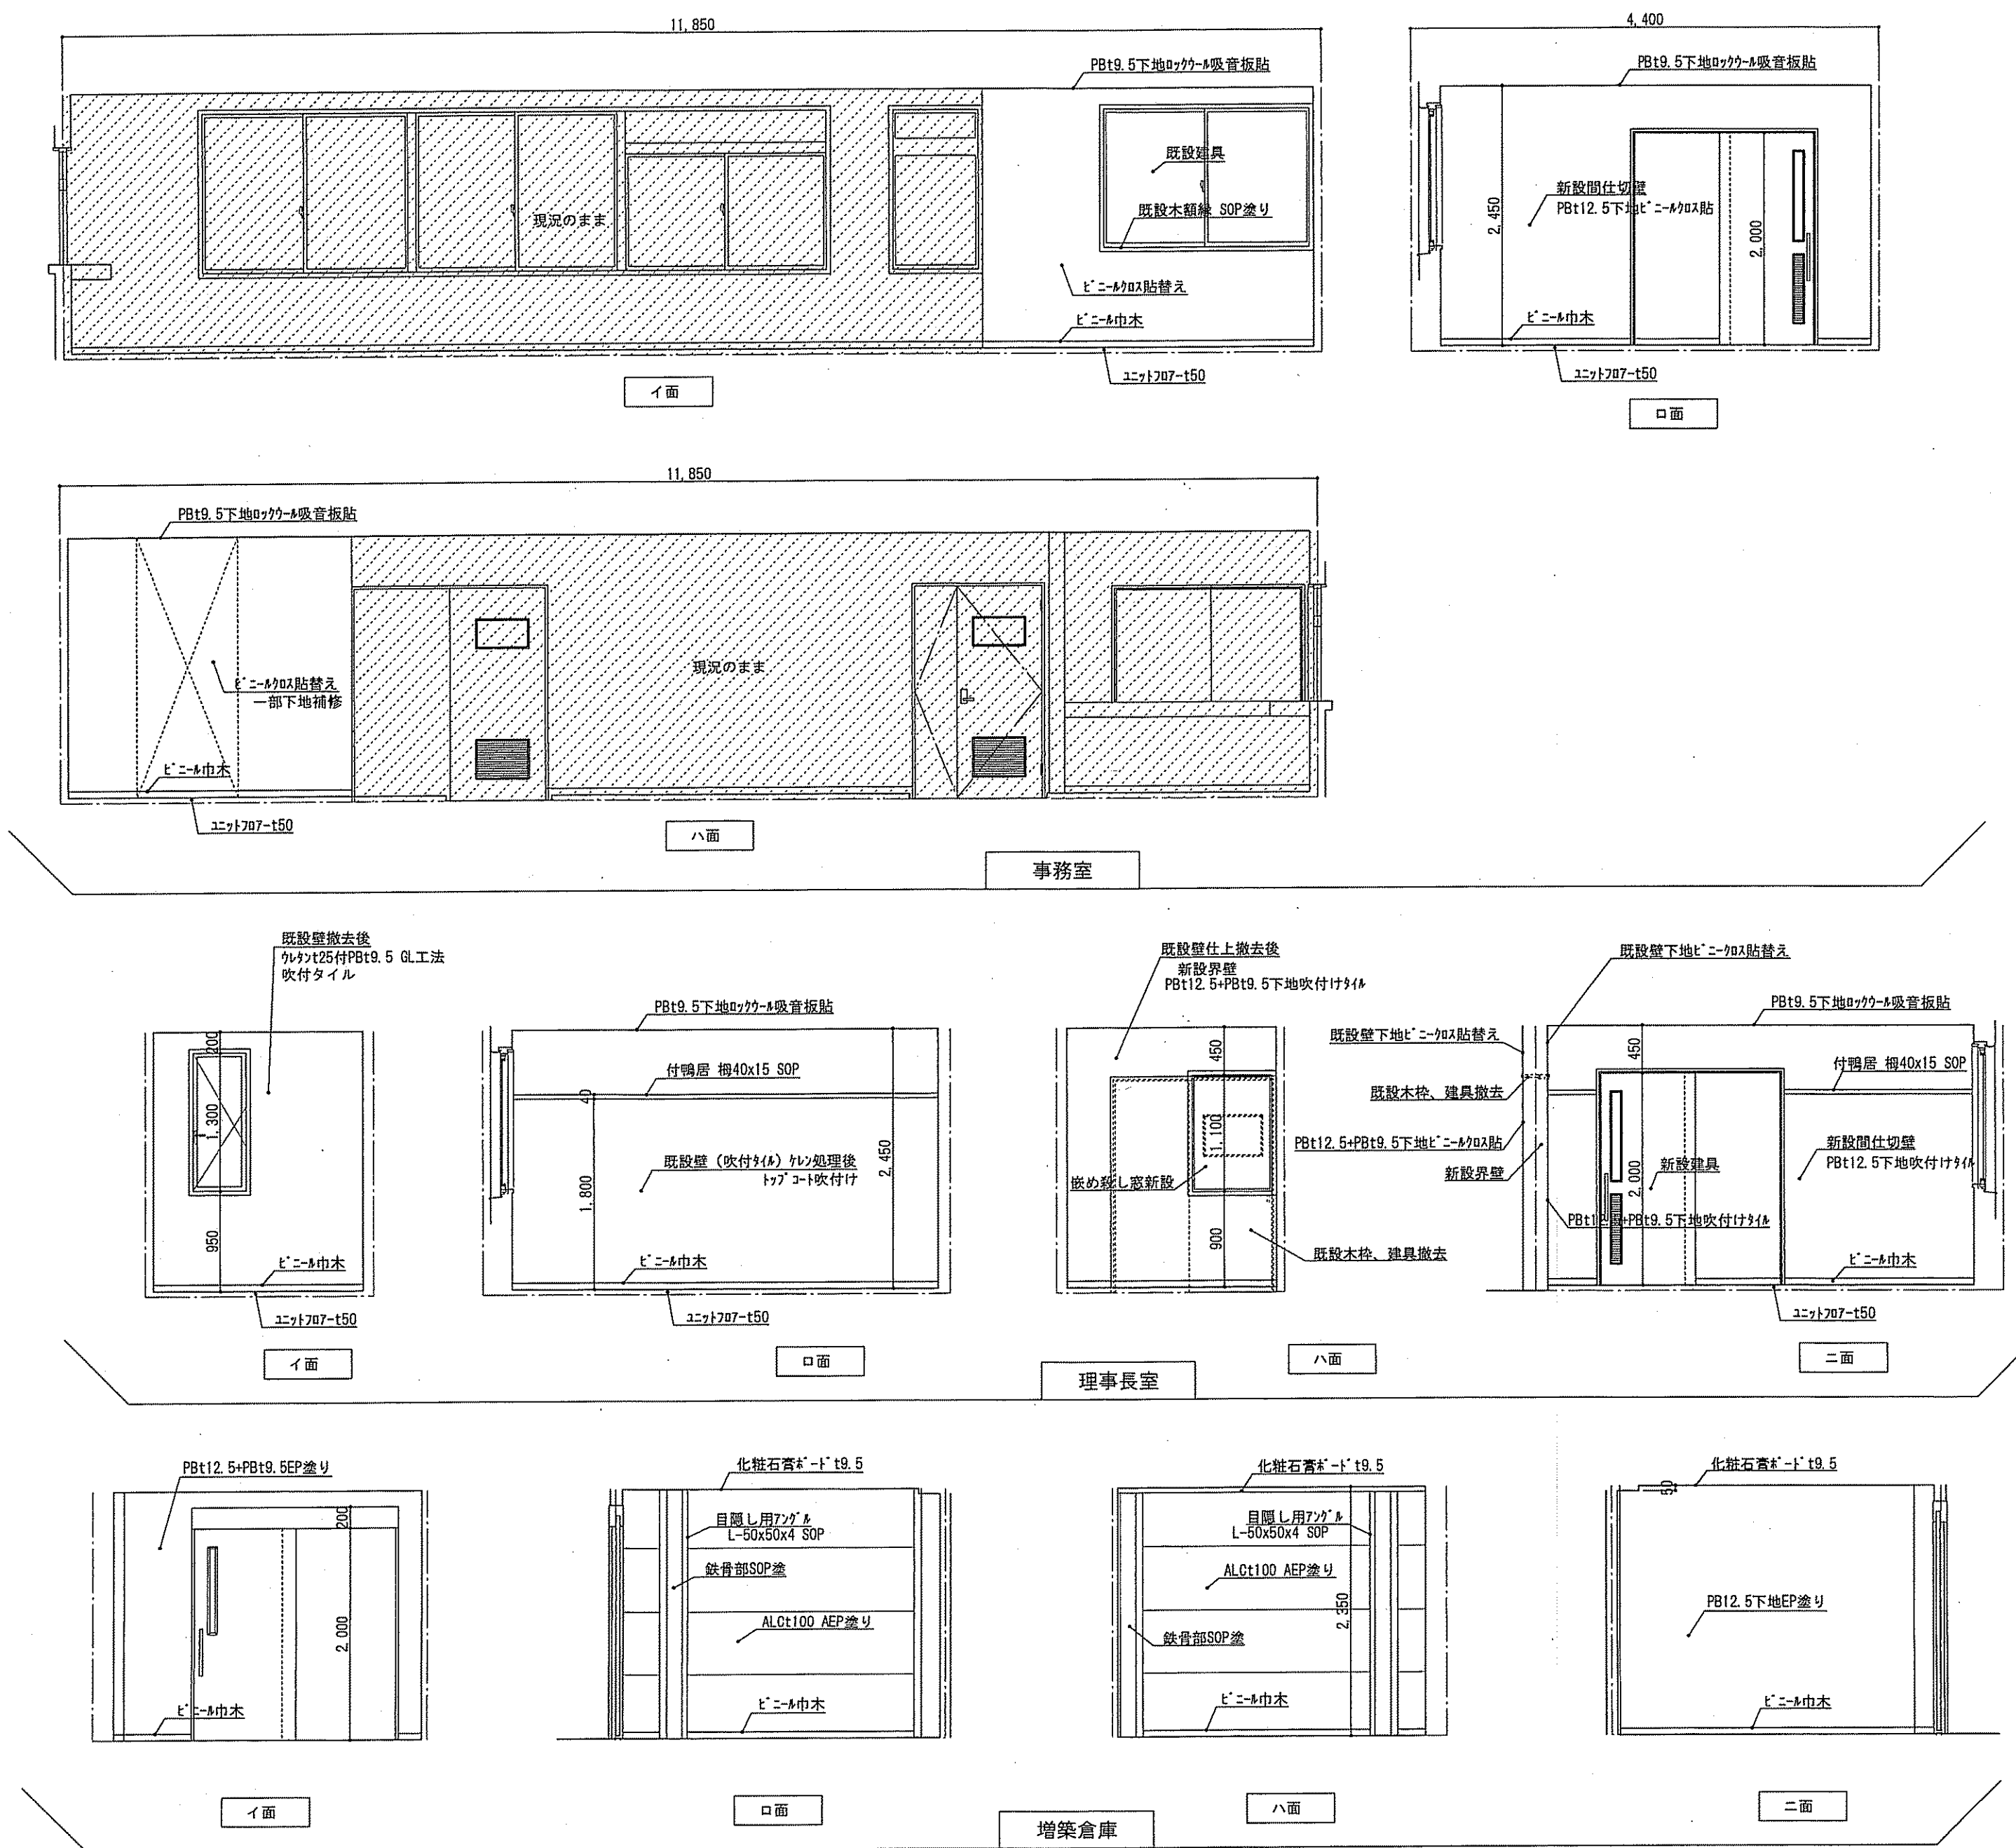 11,850
PBt9.5下地ロックウール吸音板貼
既設建具
現況のまま
既設木額縁 SOP塗り
ビニールクロス貼替え
ビニール巾木
ユニットフロアーt50
イ面
4,400
PBt9.5下地ロックウール吸音板貼
新設間仕切壁
PBt12.5下地ビニールクロス貼
2,450
2,000
ビニール巾木
ユニットフロアーt50
ロ面
11,850
PBt9.5下地ロックウール吸音板貼
ビニールクロス貼替え
一部下地補修
現況のまま
ビニール巾木
ユニットフロアーt50
ハ面
事務室
既設壁撤去後
ウレタンt25付PBt9.5 GL工法
吹付タイル
200
1,300
950
ビニール巾木
ユニットフロアーt50
イ面
PBt9.5下地ロックウール吸音板貼
付鴨居 栂40x15 SOP
40
既設壁(吹付タイル)ケレン処理後
トップコート吹付け
1,800
2,450
ビニール巾木
ユニットフロアーt50
ロ面
既設壁仕上撤去後
新設界壁
PBt12.5+PBt9.5下地吹付けタイル
450
1,100
嵌め殺し窓新設
900
既設木枠、建具撤去
ハ面
既設壁下地ビニークロス貼替え
既設壁下地ビニークロス貼替え
PBt9.5下地ロックウール吸音板貼
450
付鴨居 栂40x15 SOP
既設木枠、建具撤去
PBt12.5+PBt9.5下地ビニールクロス貼
新設界壁
新設建具
2,000
新設間仕切壁
PBt12.5下地吹付けタイル
PBt12.5+PBt9.5下地吹付けタイル
ビニール巾木
ユニットフロアーt50
ニ面
理事長室
PBt12.5+PBt9.5EP塗り
200
2,000
ビニール巾木
イ面
化粧石膏ボードt9.5
目隠し用アングル
L-50x50x4 SOP
鉄骨部SOP塗
ALCt100 AEP塗り
ビニール巾木
ロ面
化粧石膏ボードt9.5
目隠し用アングル
L-50x50x4 SOP
ALCt100 AEP塗り
2,350
鉄骨部SOP塗
ビニール巾木
ハ面
化粧石膏ボードt9.5
50
PB12.5下地EP塗り
ビニール巾木
ニ面
増築倉庫